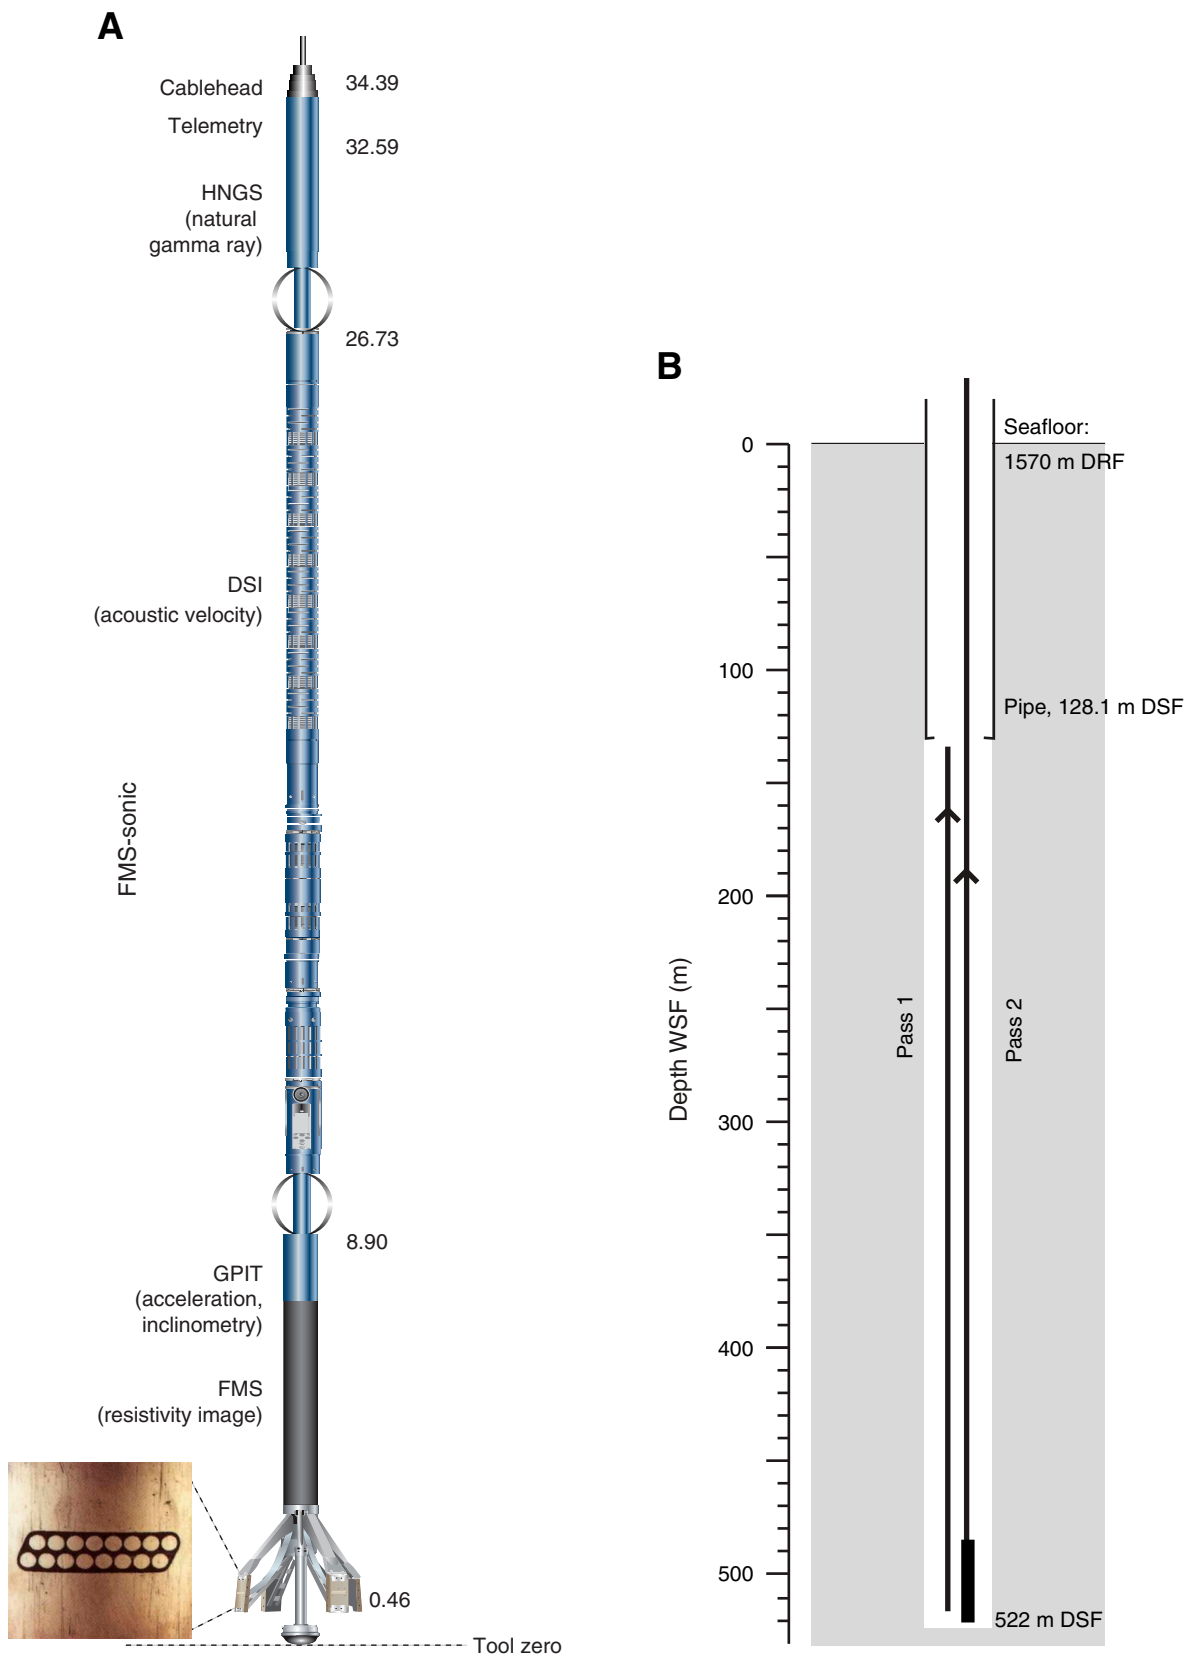 A
Cablehead
34.39
Telemetry
32.59
HNGS
(natural
gamma ray)
26.73
DSI
(acoustic velocity)
FMS-sonic
8.90
GPIT
(acceleration,
inclinometry)
FMS
(resistivity image)
0.46
Tool zero
B
Seafloor:
0
1570 m DRF
100
Pipe, 128.1 m DSF
200
Depth WSF (m)
Pass 1
Pass 2
300
400
500
522 m DSF